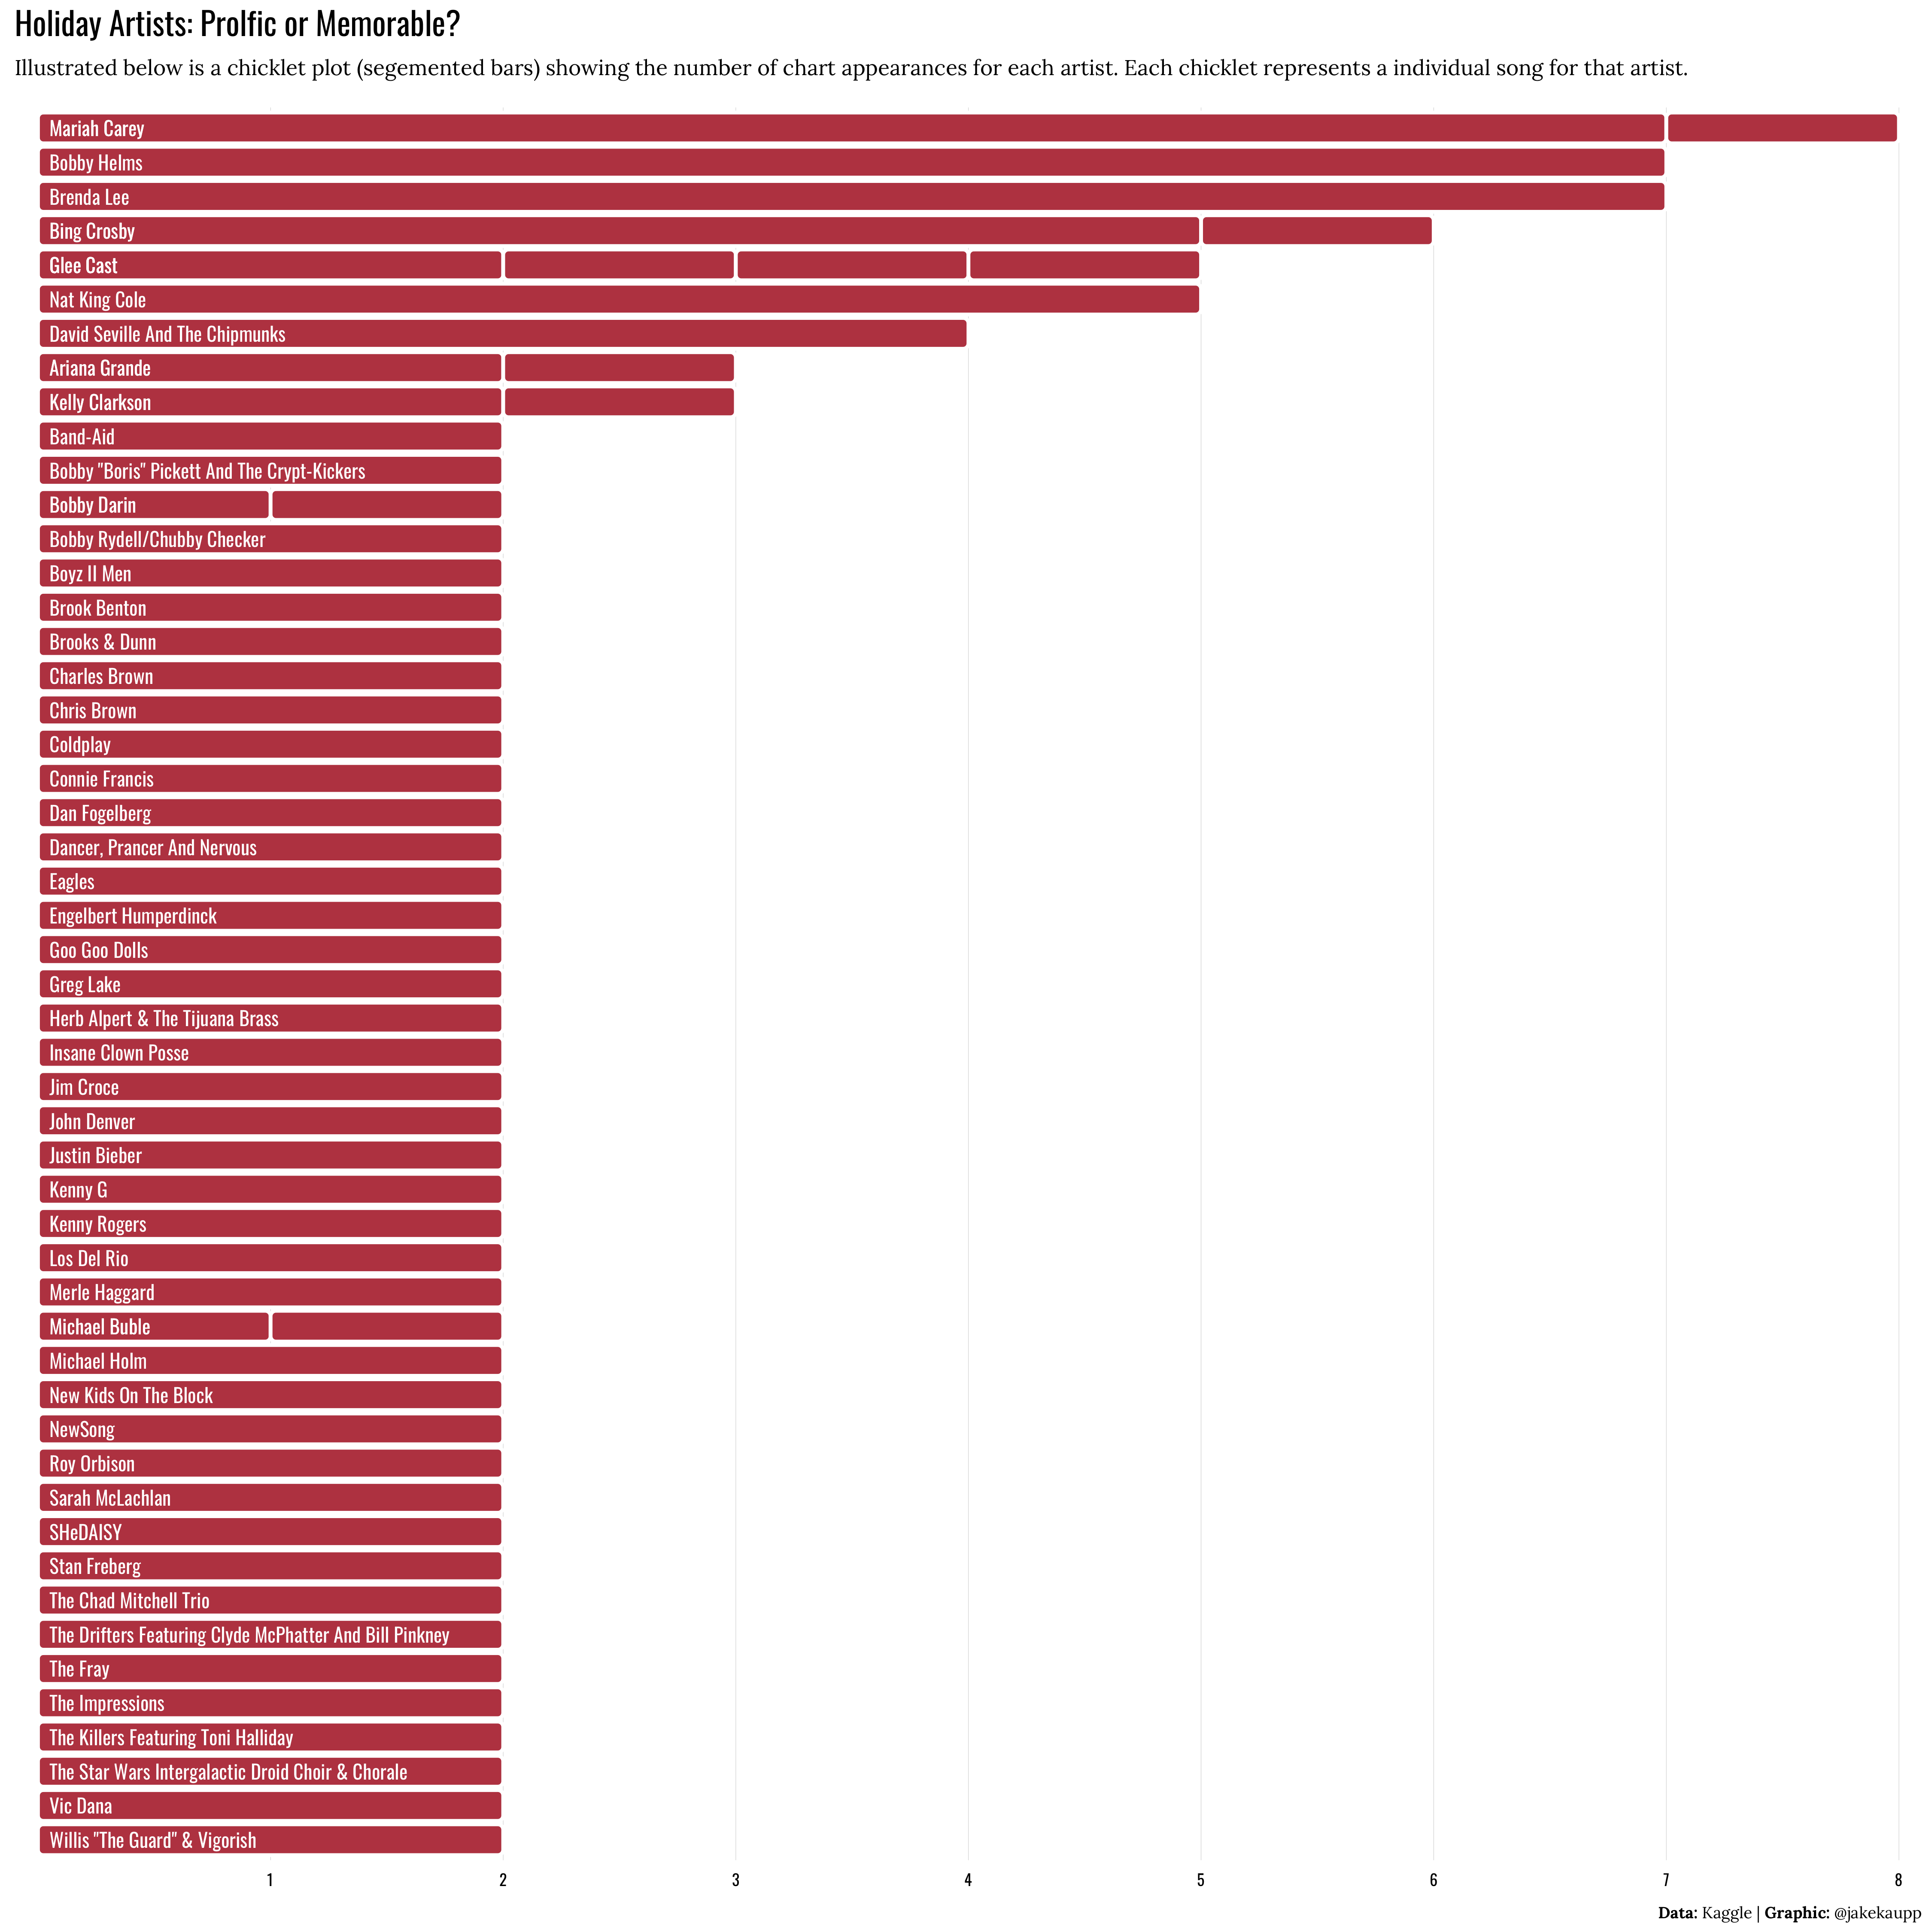 Holiday Artists: Prolfic or Memorable?
Illustrated below is a chicklet plot (segemented bars) showing the number of chart appearances for each artist. Each chicklet represents a individual song for that artist.
Mariah Carey
Bobby Helms
Brenda Lee
Bing Crosby
Glee Cast
Nat King Cole
David Seville And The Chipmunks
Ariana Grande
Kelly Clarkson
Band-Aid
Bobby "Boris" Pickett And The Crypt-Kickers
Bobby Darin
Bobby Rydell/Chubby Checker
Boyz II Men
Brook Benton
Brooks & Dunn
Charles Brown
Chris Brown
Coldplay
Connie Francis
Dan Fogelberg
Dancer, Prancer And Nervous
Eagles
Engelbert Humperdinck
Goo Goo Dolls
Greg Lake
Herb Alpert & The Tijuana Brass
Insane Clown Posse
Jim Croce
John Denver
Justin Bieber
Kenny G
Kenny Rogers
Los Del Rio
Merle Haggard
Michael Buble
Michael Holm
New Kids On The Block
NewSong
Roy Orbison
Sarah McLachlan
SHeDAISY
Stan Freberg
The Chad Mitchell Trio
The Drifters Featuring Clyde McPhatter And Bill Pinkney
The Fray
The Impressions
The Killers Featuring Toni Halliday
The Star Wars Intergalactic Droid Choir & Chorale
Vic Dana
Willis "The Guard" & Vigorish
1 2 3 4 5 6 7 8
Data: Kaggle | Graphic: @jakekaupp